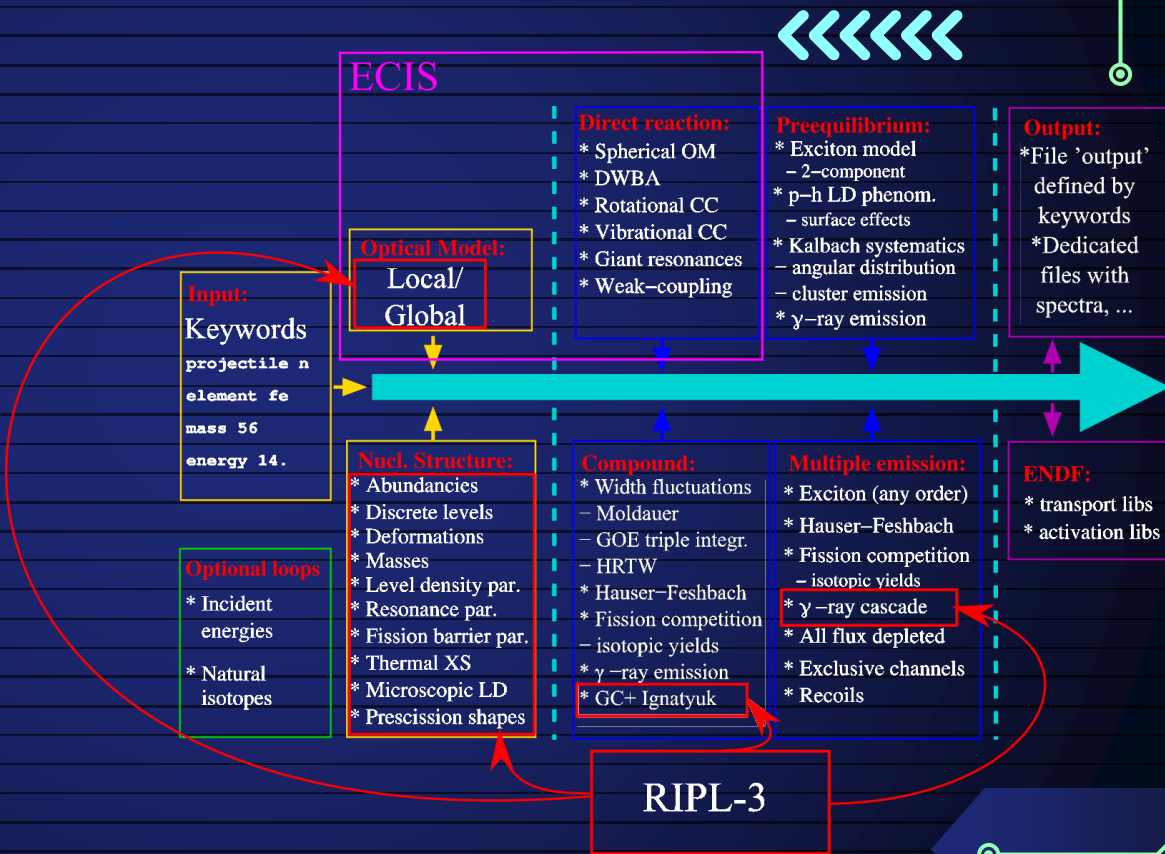 ECIS
Optical Model:
Local/
Global
Direct reaction:
* Spherical OM
* DWBA
* Rotational CC
* Vibrational CC
* Giant resonances
* Weak−coupling
Preequilibrium:
* Exciton model
− 2−component
* p−h LD phenom.
− surface effects
* Kalbach systematics
− angular distribution
− cluster emission
* γ−ray emission
Output:
*File ’output’
defined by
keywords
*Dedicated
files with
spectra, ...
Input:
Keywords
projectile n
element fe
mass 56
energy 14.
Optional loops
* Incident
energies
* Natural
isotopes
Nucl. Structure:
* Abundancies
* Discrete levels
* Deformations
* Masses
* Level density par.
* Resonance par.
* Fission barrier par.
* Thermal XS
* Microscopic LD
* Prescission shapes
Compound:
* Width fluctuations
− Moldauer
− GOE triple integr.
− HRTW
* Hauser−Feshbach
* Fission competition
− isotopic yields
* γ −ray emission
* GC+ Ignatyuk
Multiple emission:
* Exciton (any order)
* Hauser−Feshbach
* Fission competition
− isotopic yields
* γ −ray cascade
* All flux depleted
* Exclusive channels
* Recoils
ENDF:
* transport libs
* activation libs
RIPL-3